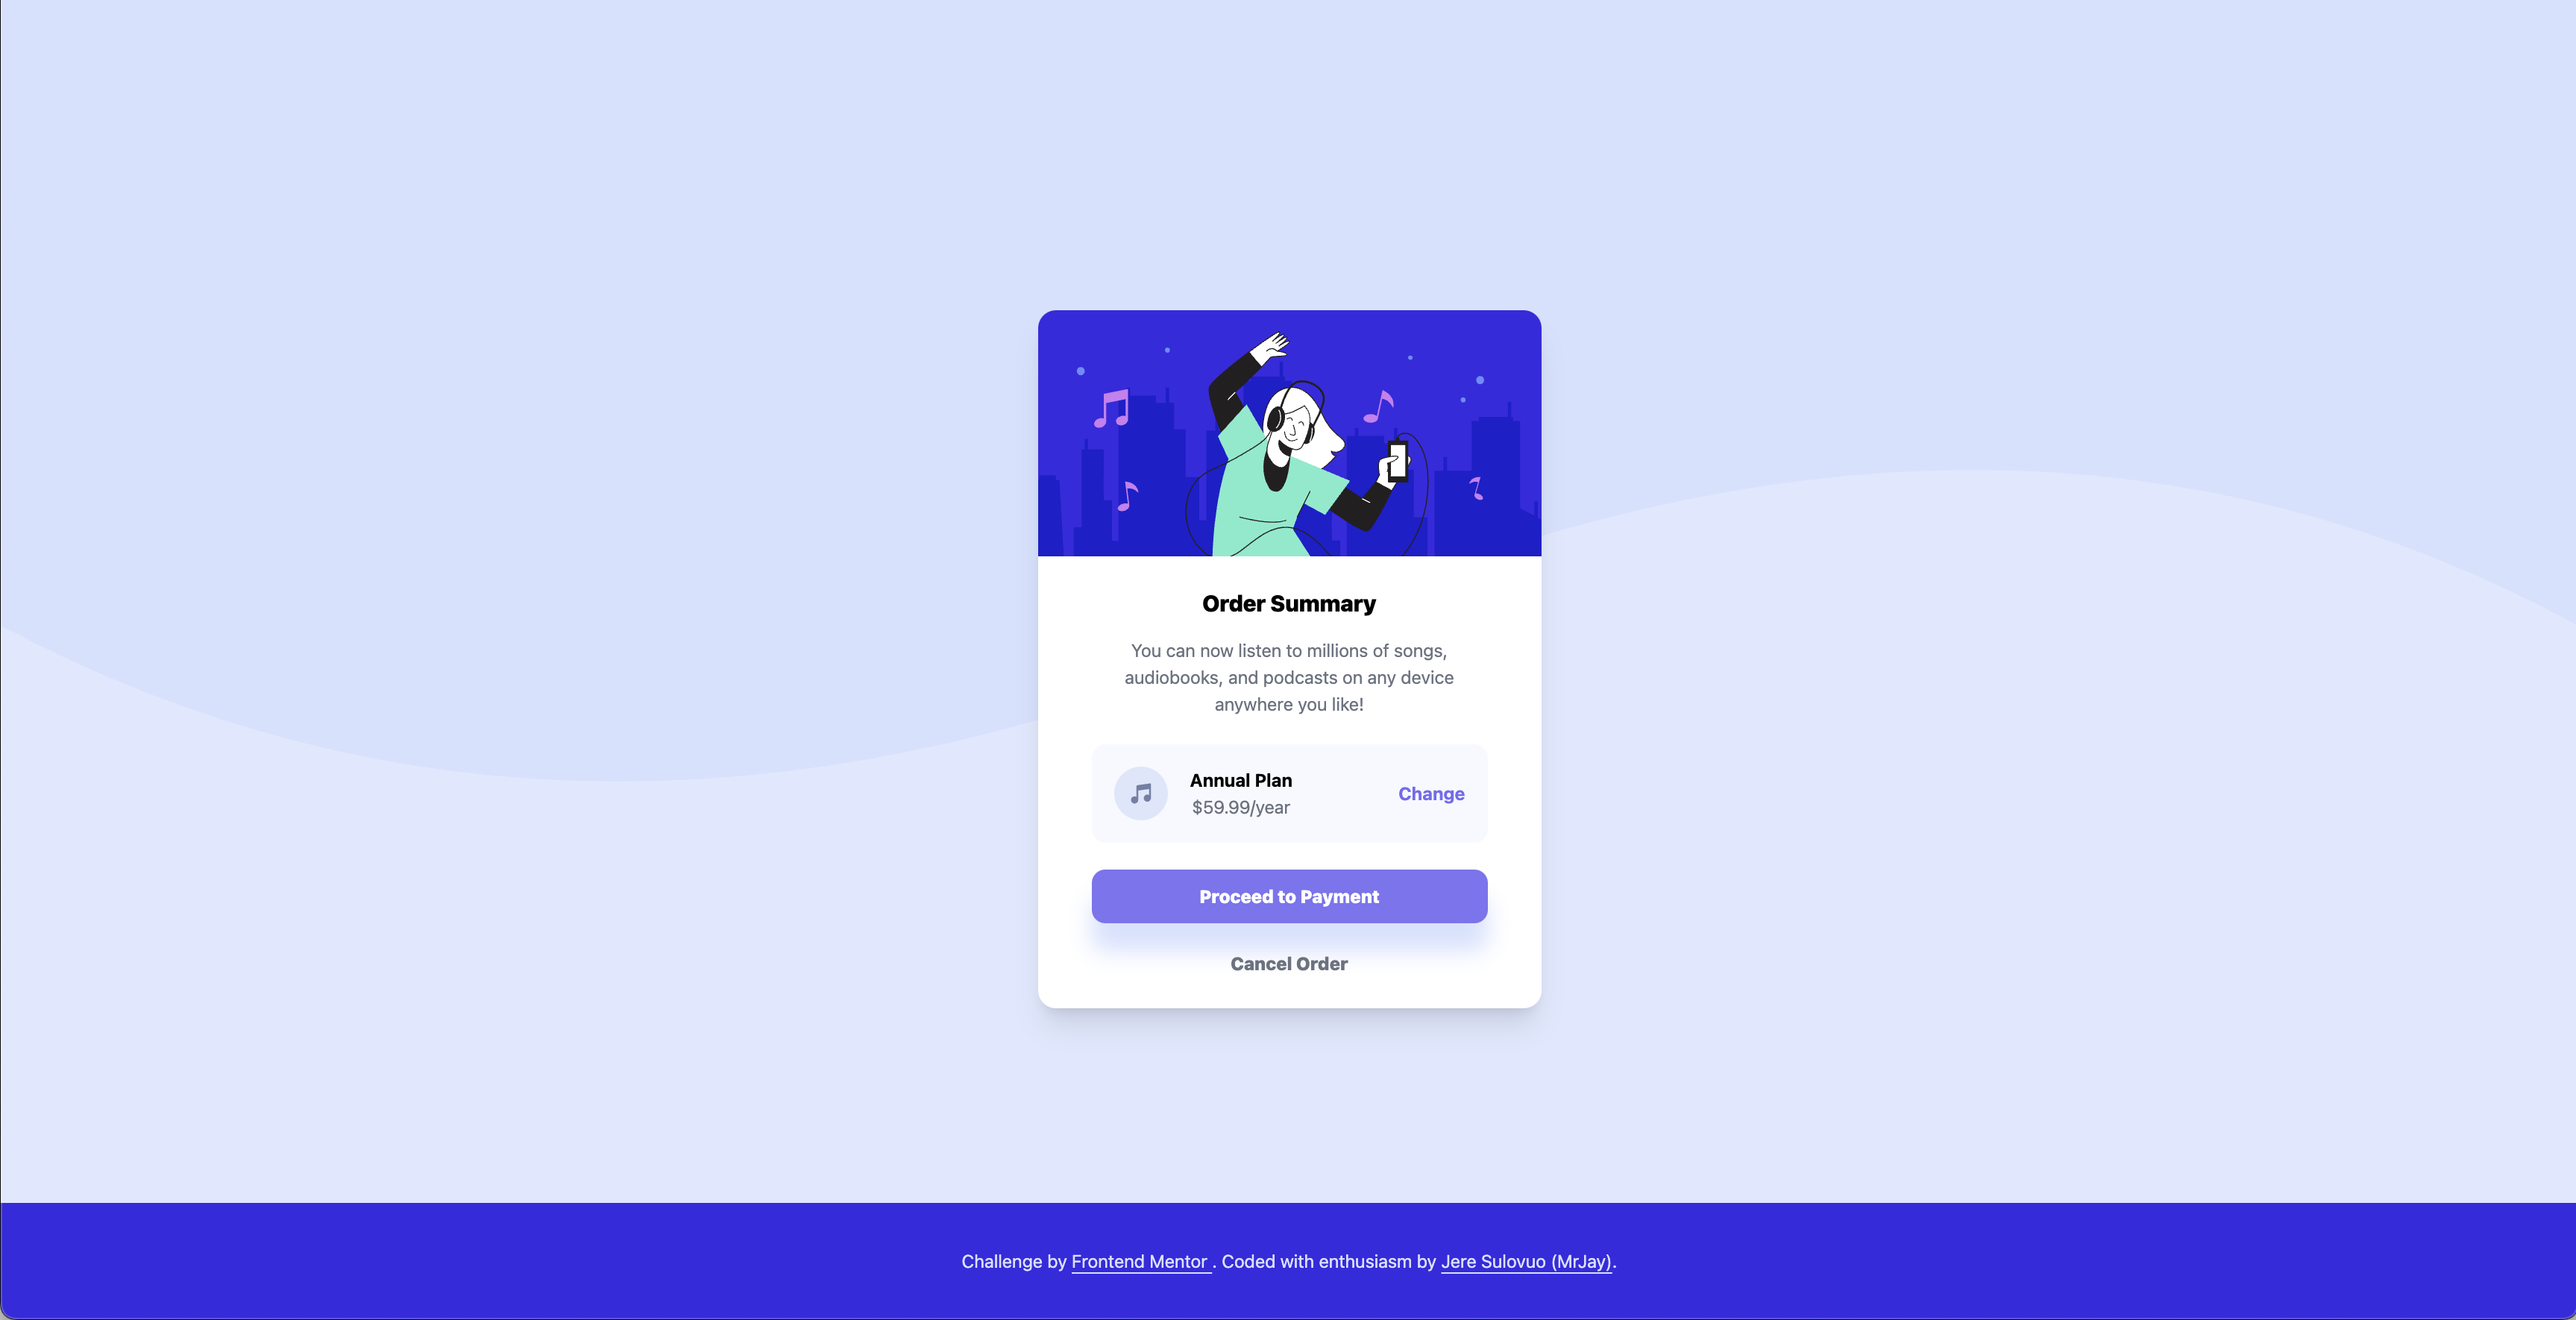 Order Summary
You can now listen to millions of songs,
audiobooks, and podcasts on any device
anywhere you like!
Annual Plan
$59.99/year
Change
Proceed to Payment
Cancel Order
Challenge by Frontend Mentor . Coded with enthusiasm by Jere Sulovuo (MrJay).